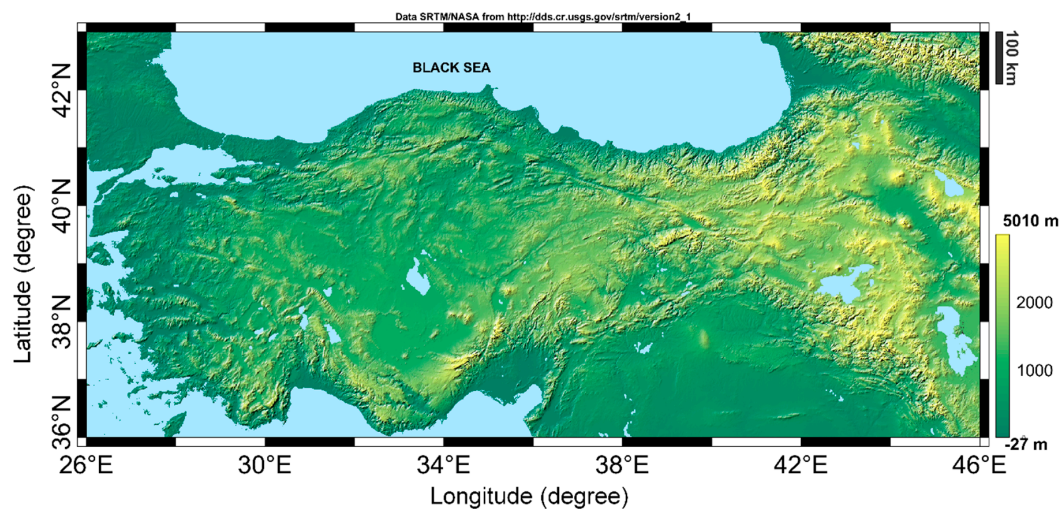 Data SRTM/NASA from http://dds.cr.usgs.gov/srtm/version2_1
BLACK SEA
100 km
42°N
40°N
38°N
36°N
Latitude (degree)
5010 m
2000
1000
-27 m
26°E 30°E 34°E 38°E 42°E 46°E
Longitude (degree)